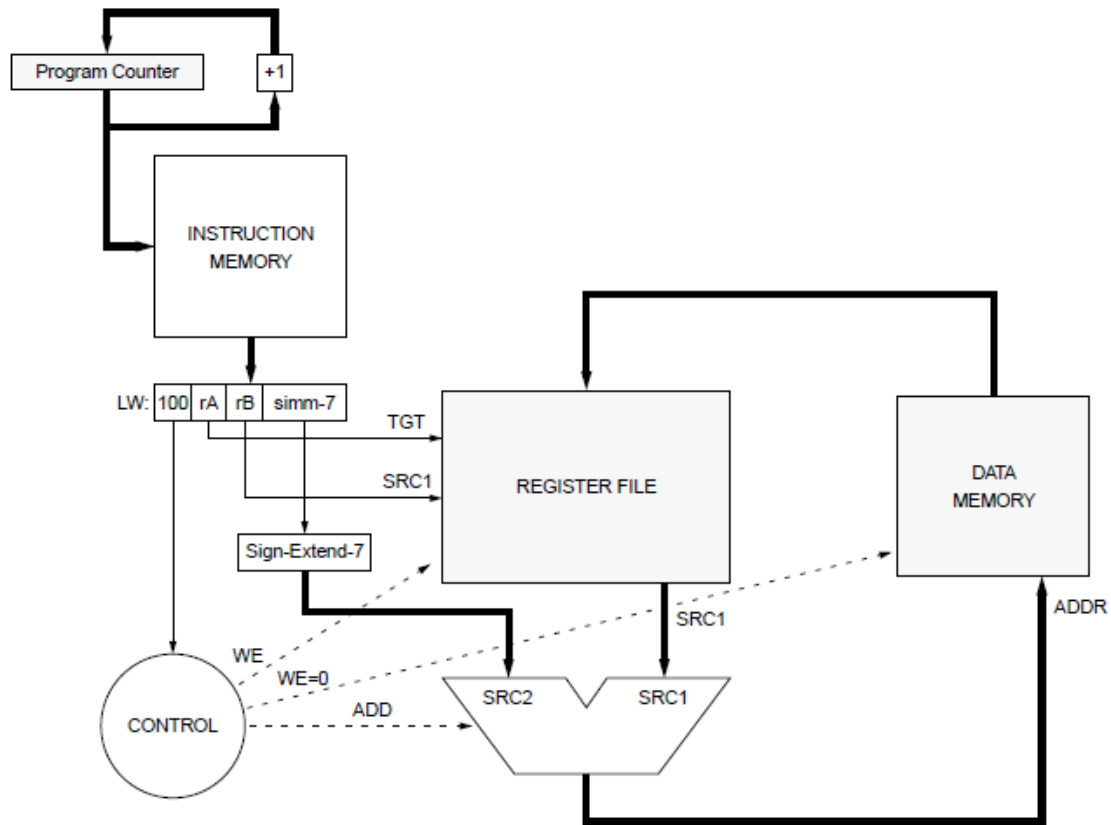 Program Counter
+1
INSTRUCTION
MEMORY
LW: 100 rA rB simm-7
TGT
SRC1
REGISTER FILE
DATA
MEMORY
Sign-Extend-7
ADDR
SRC1
WE
WE=0
SRC2 SRC1
ADD
CONTROL